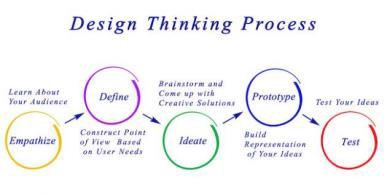 Design Thinking Process
Learn About
Your Audience
Empathize
Define
Construct Point
of View Based
on User Needs
Brainstorm and
Come up with
Creative Solutions
Ideate
Prototype
Build
Representation
of Your Ideas
Test Your Ideas
Test